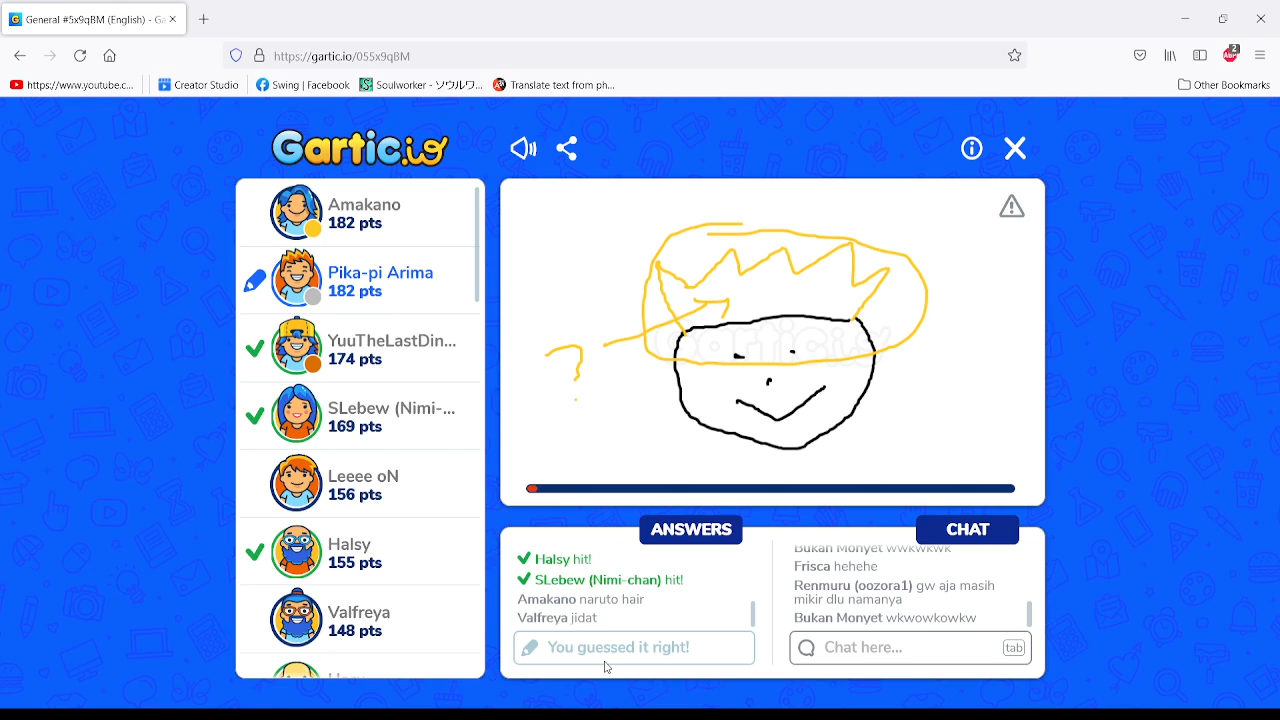 General #5x9qBM (English) - Ga
https://gartic.io/055x9qBM
2
https://www.youtube.c...
Creator Studio
Swing | Facebook
Soulworker - ソウルワ...
Translate text from ph...
Other Bookmarks
Gartic.io
Amakano
182 pts
Pika-pi Arima
182 pts
YuuTheLastDin...
174 pts
SLebew (Nimi-...
169 pts
Leeee oN
156 pts
Halsy
155 pts
Valfreya
148 pts
?
Gartic.io
ANSWERS
Halsy hit!
SLebew (Nimi-chan) hit!
Amakano naruto hair
Valfreya jidat
You guessed it right!
CHAT
Bukan Monyet wwkwkwk
Frisca hehehe
Renmuru (oozora1) gw aja masih
mikir dlu namanya
Bukan Monyet wkwowkowkw
Chat here...
tab